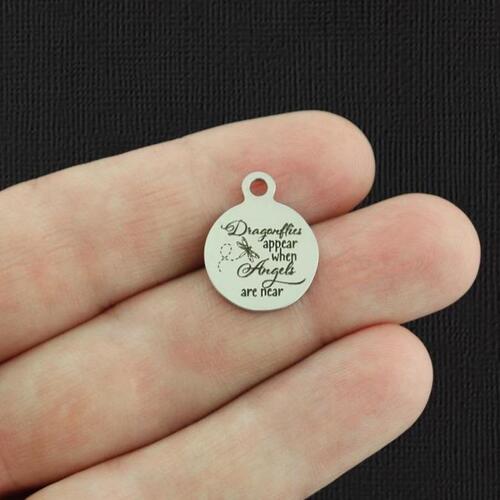 Dragonflies
appear
when
Angels
are near